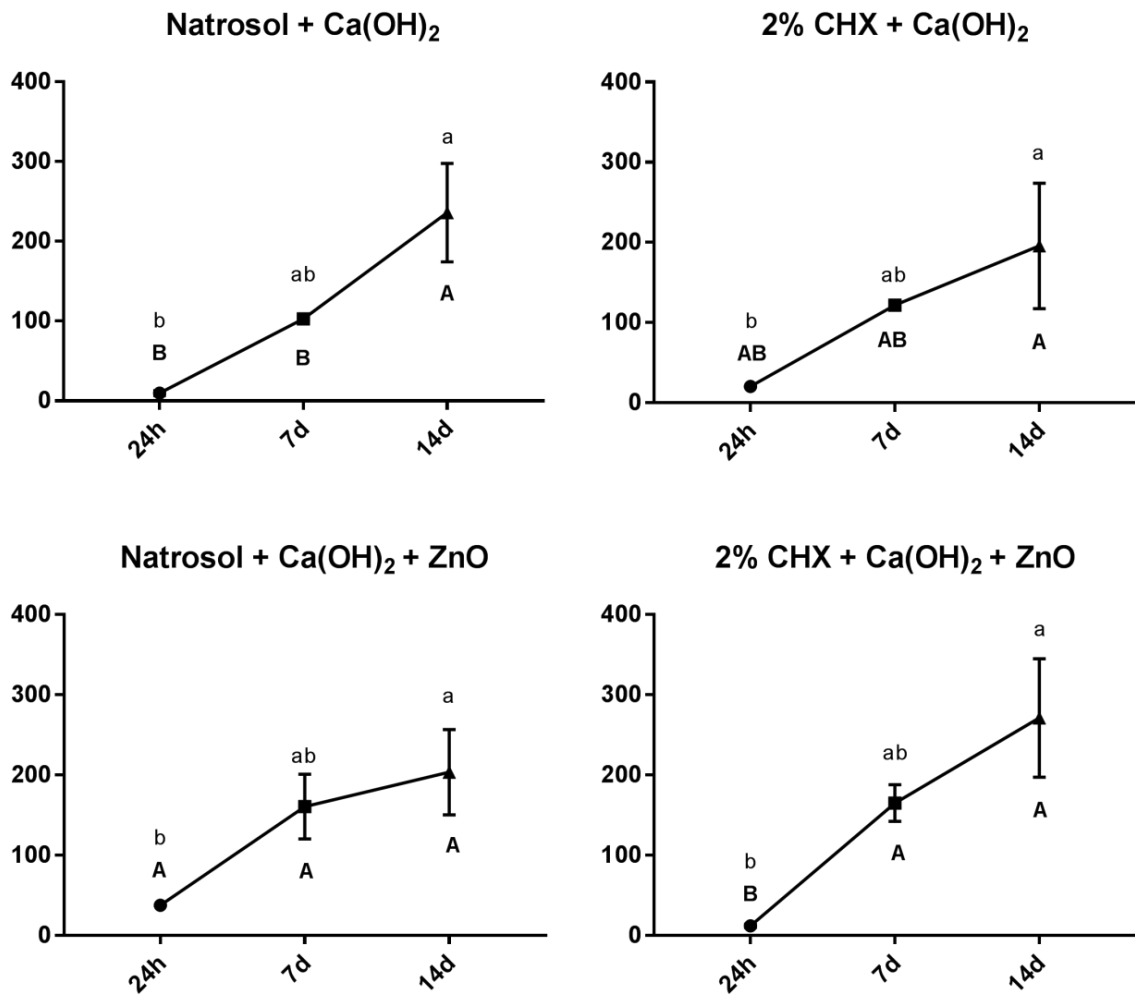 Natrosol + Ca(OH)₂
400
300
200
100
0
b
B
ab
B
a
A
24h
7d
14d
2% CHX + Ca(OH)₂
400
300
200
100
0
b
AB
ab
AB
a
A
24h
7d
14d
Natrosol + Ca(OH)₂ + ZnO
400
300
200
100
0
b
A
ab
A
a
A
24h
7d
14d
2% CHX + Ca(OH)₂ + ZnO
400
300
200
100
0
b
B
ab
A
a
A
24h
7d
14d